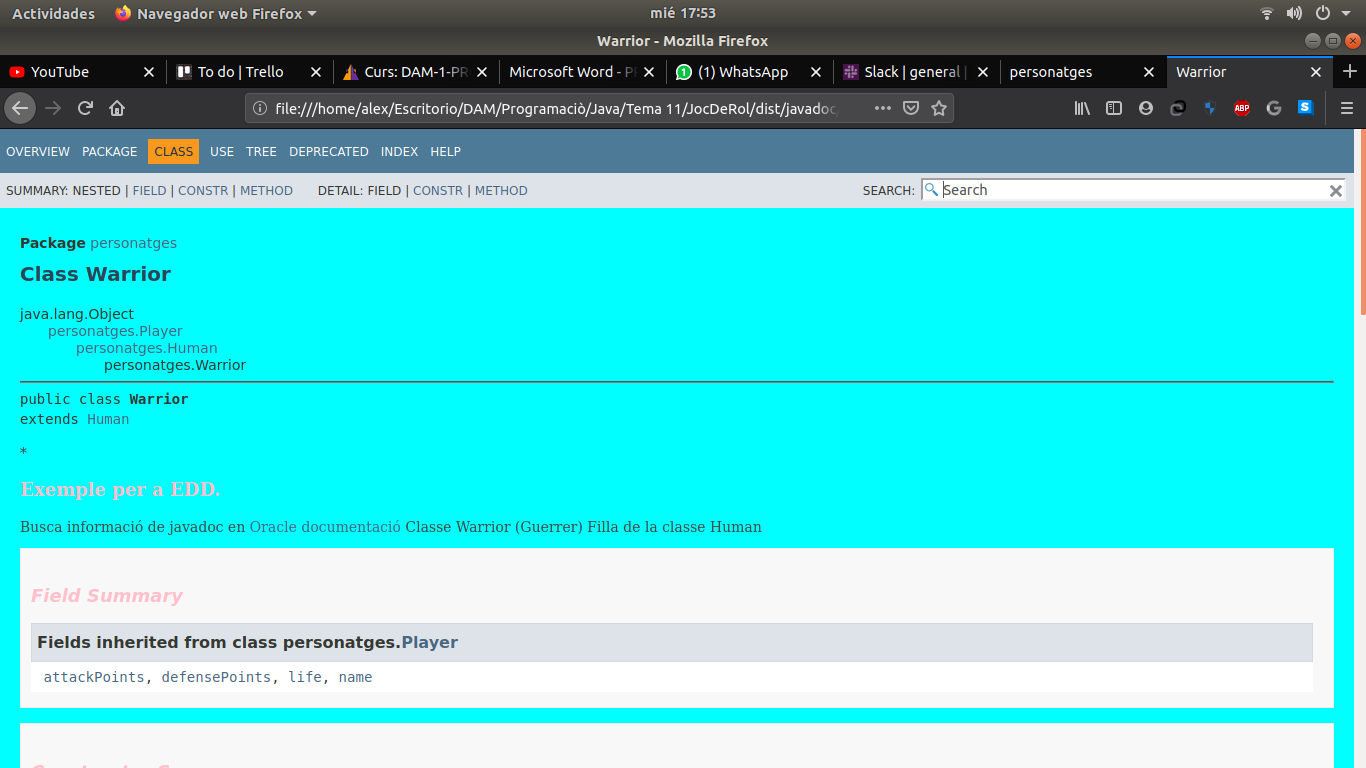 Actividades Navegador web Firefox mié 17:53
Warrior - Mozilla Firefox
YouTube To do | Trello Curs: DAM-1-PR Microsoft Word - PR (1) WhatsApp Slack | general | personatges Warrior
file:///home/alex/Escritorio/DAM/Programaciò/Java/Tema 11/JocDeRol/dist/javadoc/
ABP G S
OVERVIEW PACKAGE CLASS USE TREE DEPRECATED INDEX HELP
SUMMARY: NESTED | FIELD | CONSTR | METHOD DETAIL: FIELD | CONSTR | METHOD SEARCH: Search
Package personatges
Class Warrior
java.lang.Object
personatges.Player
personatges.Human
personatges.Warrior
public class Warrior
extends Human
*
Exemple per a EDD.
Busca informació de javadoc en Oracle documentació Classe Warrior (Guerrer) Filla de la classe Human
Field Summary
Fields inherited from class personatges.Player
attackPoints, defensePoints, life, name